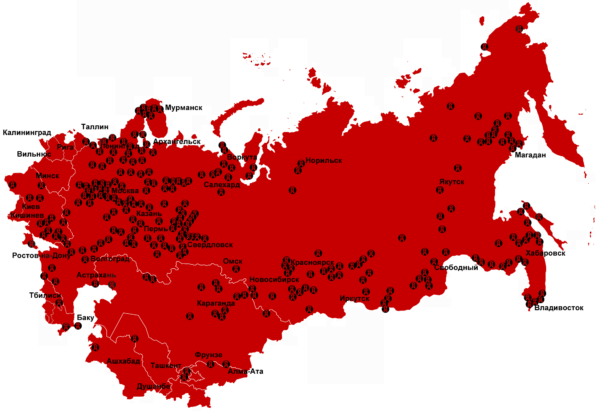 Мурманск
Таллин
Калининград
Рига
Ленинград
Архангельск
Вильнюс
Воркута
Норильск
Магадан
Минск
Салехард
Якутск
Москва
Киев
Казань
Кишинев
Пермь
Свердловск
Ростов-на-Дону
Волгоград
Омск
Красноярск
Хабаровск
Свободный
Астрахань
Новосибирск
Тбилиси
Караганда
Иркутск
Владивосток
Баку
Фрунзе
Ашхабад
Ташкент
Алма-Ата
Душанбе